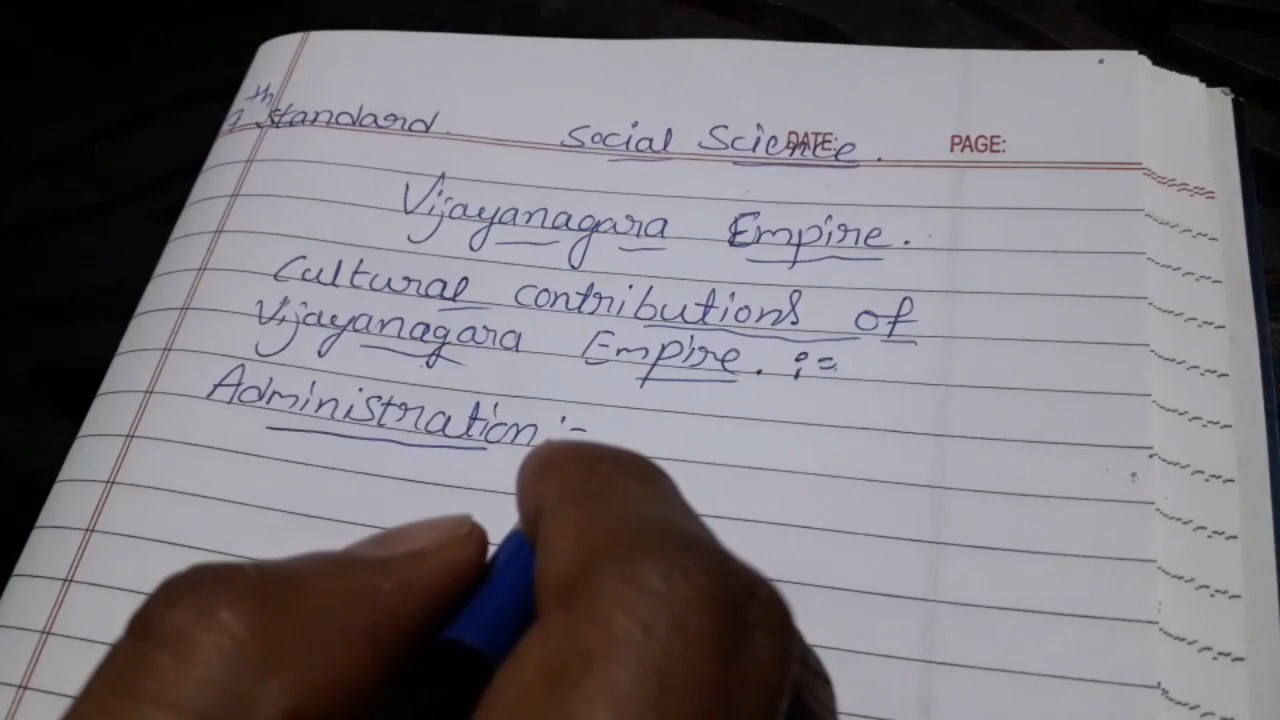 7th standard.
Social Science.
DATE:
PAGE:
Vijayanagara Empire.
Cultural contributions of
Vijayanagara Empire. :=
Administration :-